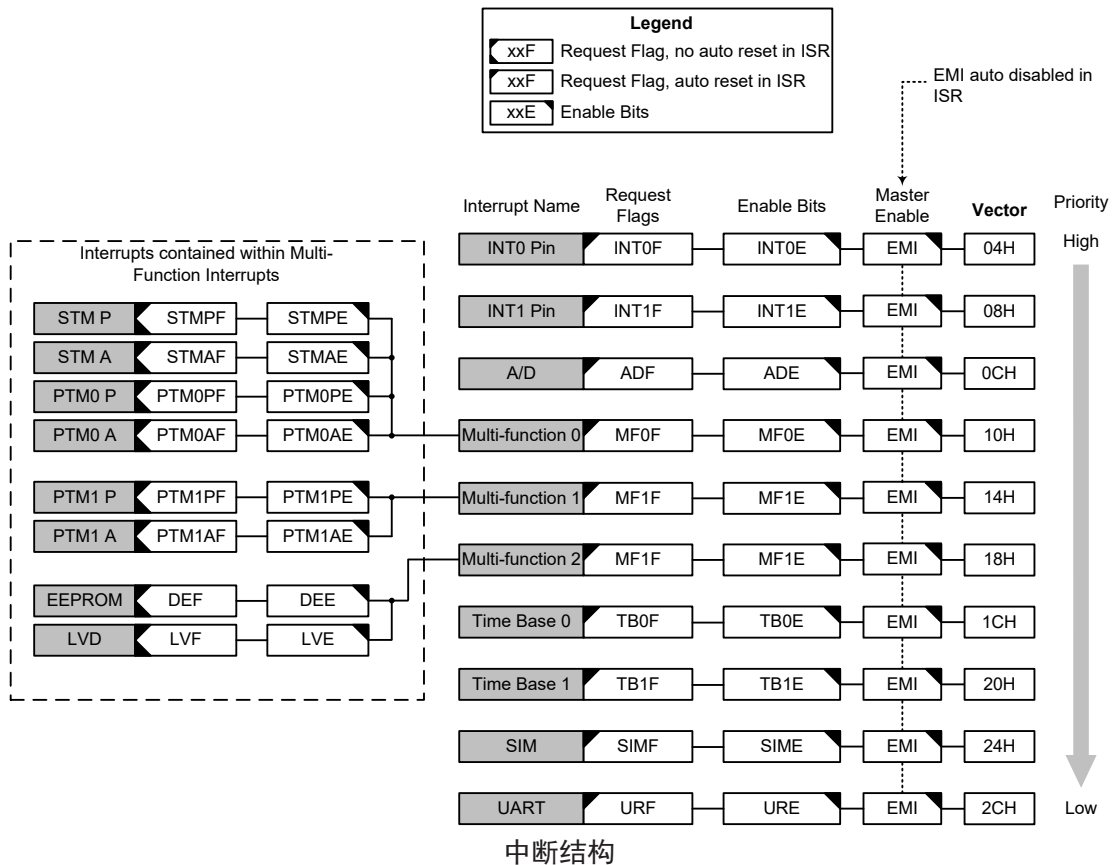 Legend
xxF Request Flag, no auto reset in ISR
xxF Request Flag, auto reset in ISR
xxE Enable Bits
EMI auto disabled in
ISR
Interrupt Name Request Flags Enable Bits Master Enable Vector Priority
INT0 Pin INT0F INT0E EMI 04H High
INT1 Pin INT1F INT1E EMI 08H
A/D ADF ADE EMI 0CH
Multi-function 0 MF0F MF0E EMI 10H
Multi-function 1 MF1F MF1E EMI 14H
Multi-function 2 MF1F MF1E EMI 18H
Time Base 0 TB0F TB0E EMI 1CH
Time Base 1 TB1F TB1E EMI 20H
SIM SIMF SIME EMI 24H
UART URF URE EMI 2CH Low
Interrupts contained within Multi-
Function Interrupts
STM P STMPF STMPE
STM A STMAF STMAE
PTM0 P PTM0PF PTM0PE
PTM0 A PTM0AF PTM0AE
PTM1 P PTM1PF PTM1PE
PTM1 A PTM1AF PTM1AE
EEPROM DEF DEE
LVD LVF LVE
中断结构